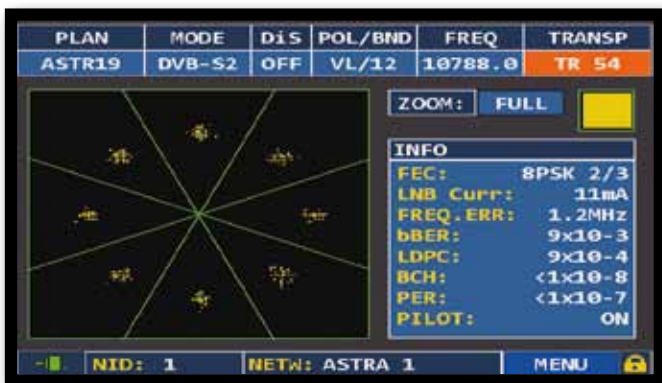 PLAN MODE DiS POL/BND FREQ TRANSP
ASTR19 DVB-S2 OFF VL/12 10788.0 TR 54
ZOOM: FULL
INFO
FEC: 8PSK 2/3
LNB Curr: 11mA
FREQ.ERR: 1.2MHz
bBER: 9x10-3
LDPC: 9x10-4
BCH: <1x10-8
PER: <1x10-7
PILOT: ON
NID: 1 NETW: ASTRA 1 MENU